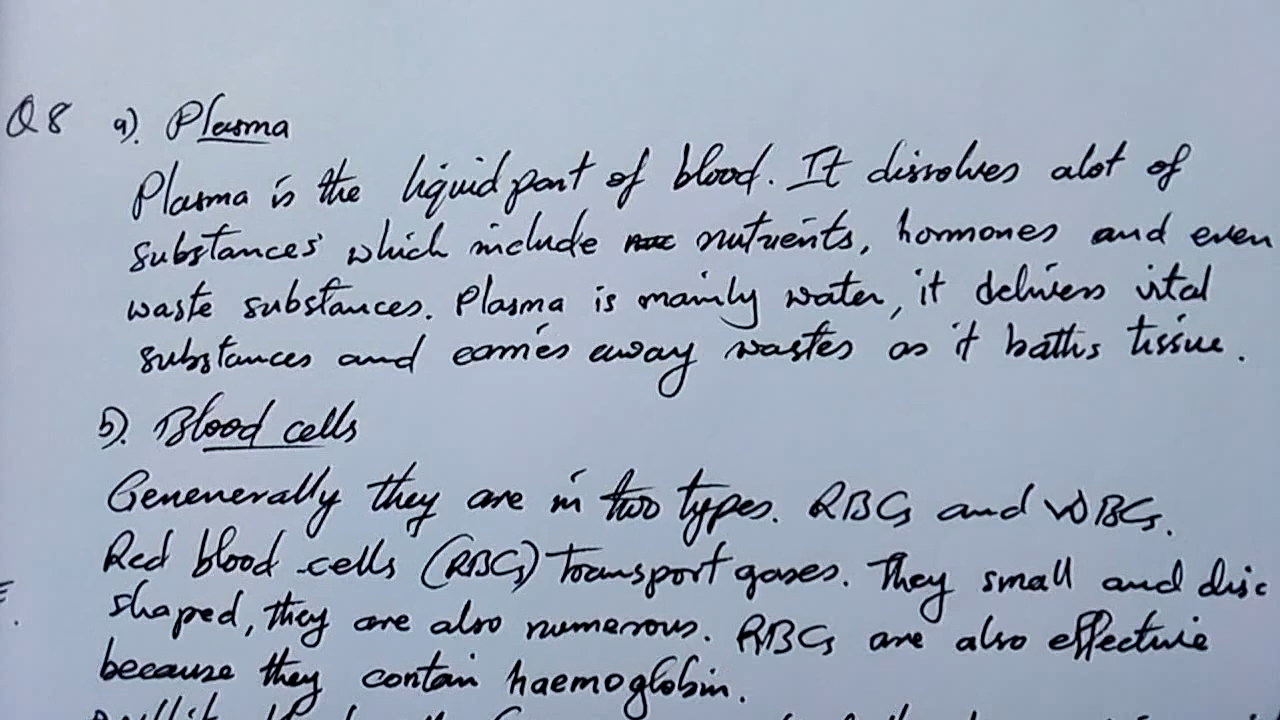 Q8 a). Plasma
Plasma is the liquid part of blood. It dissolves alot of
substances which include nutrients, hormones and even
waste substances. Plasma is mainly water, it delivers vital
substances and carries away wastes as it baths tissue.
b). Blood cells
Genenerally they are in two types. RBCs and WBCs.
Red blood cells (RBCs) transport gases. They small and disc
shaped, they are also numerous. RBCs are also effective
because they contain haemoglobin.